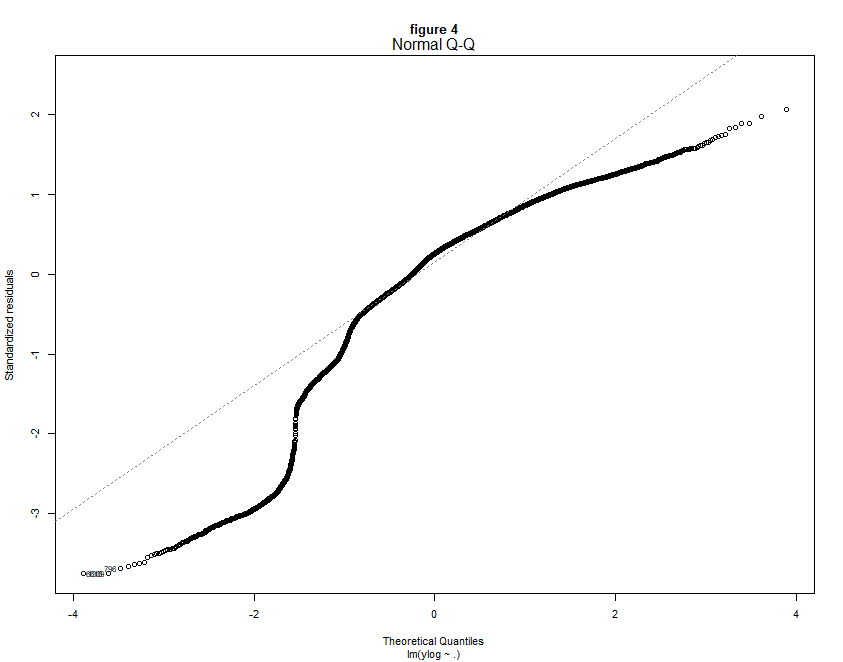 figure 4
Normal Q-Q
Standardized residuals
2
1
0
-1
-2
-3
796
-4
-2
0
2
4
Theoretical Quantiles
lm(ylog ~ .)